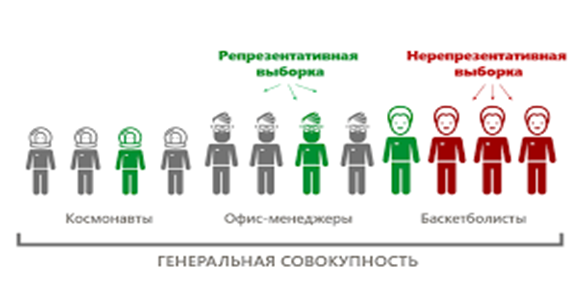 Репрезентативная
выборка
Нерепрезентативная
выборка
Космонавты
Офис-менеджеры
Баскетболисты
ГЕНЕРАЛЬНАЯ СОВОКУПНОСТЬ